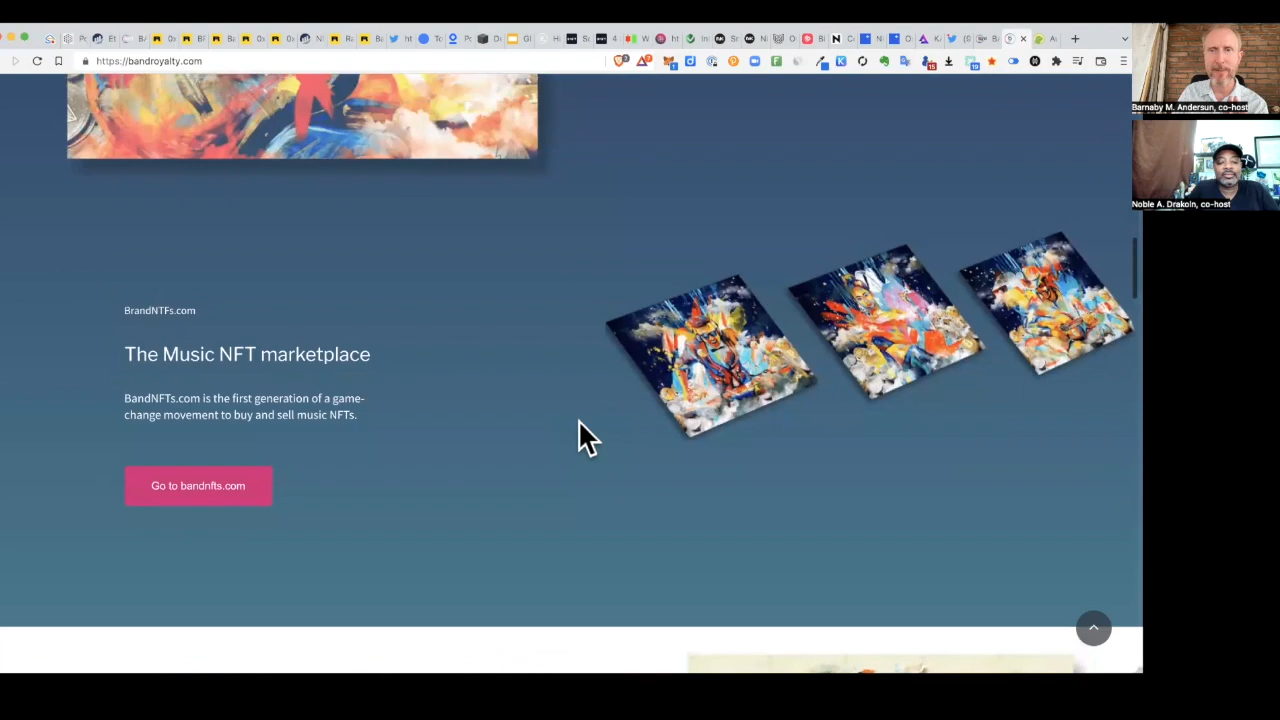 https://bandroyalty.com
BrandNTFs.com
The Music NFT marketplace
BandNFTs.com is the first generation of a game-
change movement to buy and sell music NFTs.
Go to bandnfts.com
Barnaby M. Andersun, co-host
Noble A. Drakoln, co-host